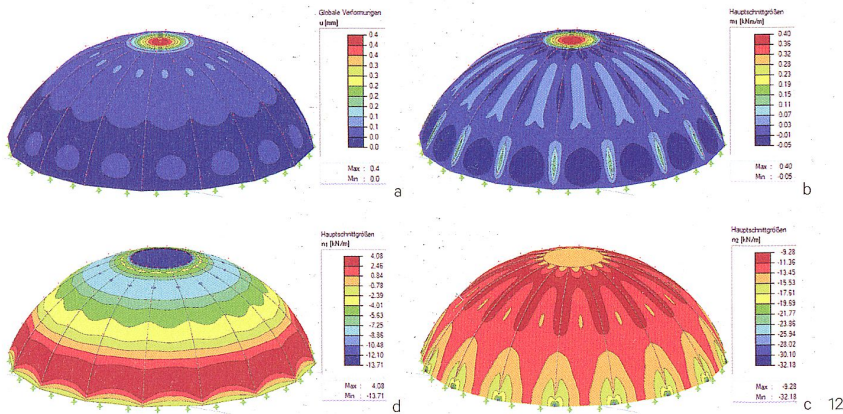 Globale Verformungen
u [mm]
0.4
0.4
0.3
0.3
0.2
0.2
0.2
0.1
0.1
0.0
0.0
0.0
Max : 0.4
Min : 0.0
a
Hauptschnittgrößen
m1 [kNm/m]
0.40
0.36
0.32
0.28
0.23
0.19
0.15
0.11
0.07
0.03
-0.01
-0.05
Max : 0.40
Min : -0.05
b
Hauptschnittgrößen
n1 [kN/m]
4.08
2.46
0.84
-0.78
-2.39
-4.01
-5.63
-7.25
-8.86
-10.48
-12.10
-13.71
Max : 4.08
Min : -13.71
d
Hauptschnittgrößen
n2 [kN/m]
-9.28
-11.36
-13.45
-15.53
-17.61
-19.69
-21.77
-23.86
-25.94
-28.02
-30.10
-32.18
Max : -9.28
Min : -32.18
c 12